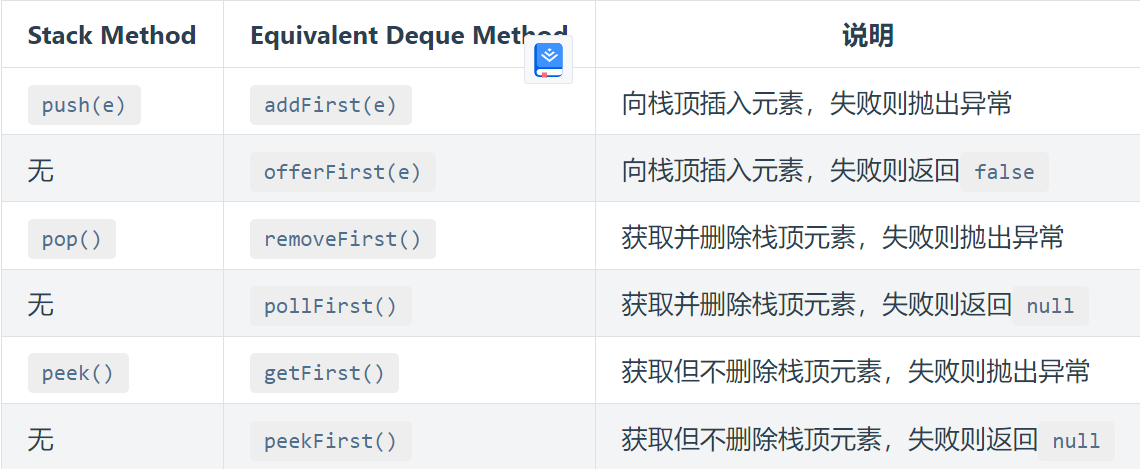 Stack Method Equivalent Deque Method 说明
push(e) addFirst(e) 向栈顶插入元素，失败则抛出异常
无 offerFirst(e) 向栈顶插入元素，失败则返回 false
pop() removeFirst() 获取并删除栈顶元素，失败则抛出异常
无 pollFirst() 获取并删除栈顶元素，失败则返回 null
peek() getFirst() 获取但不删除栈顶元素，失败则抛出异常
无 peekFirst() 获取但不删除栈顶元素，失败则返回 null